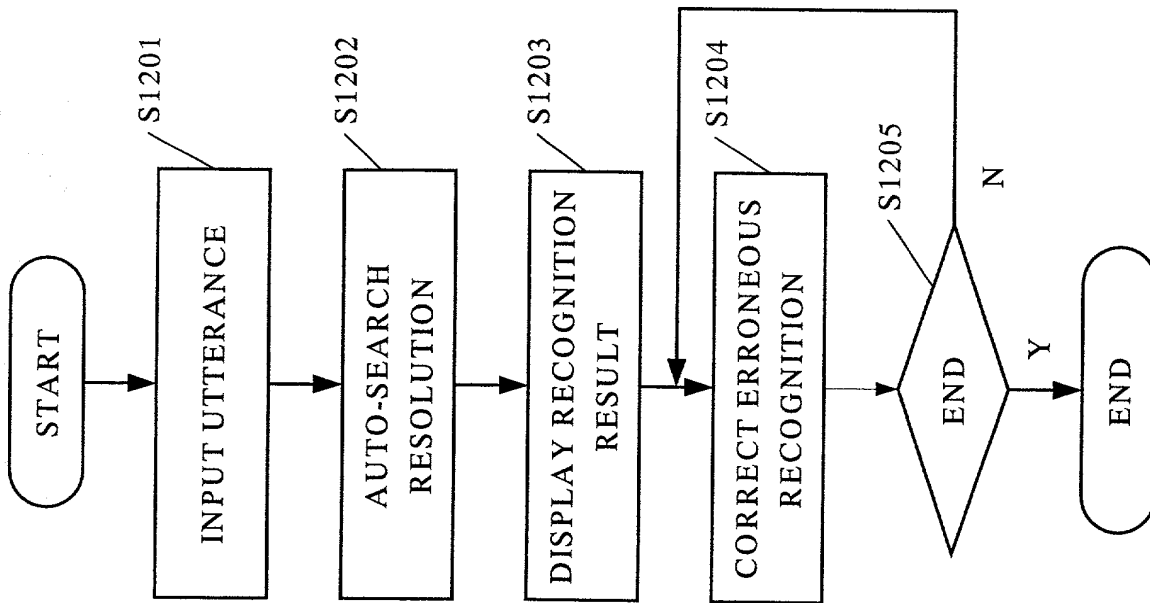 START
INPUT UTTERANCE
S1201
AUTO-SEARCH
RESOLUTION
S1202
DISPLAY RECOGNITION
RESULT
S1203
CORRECT ERRONEOUS
RECOGNITION
S1204
END
S1205
N
Y
END